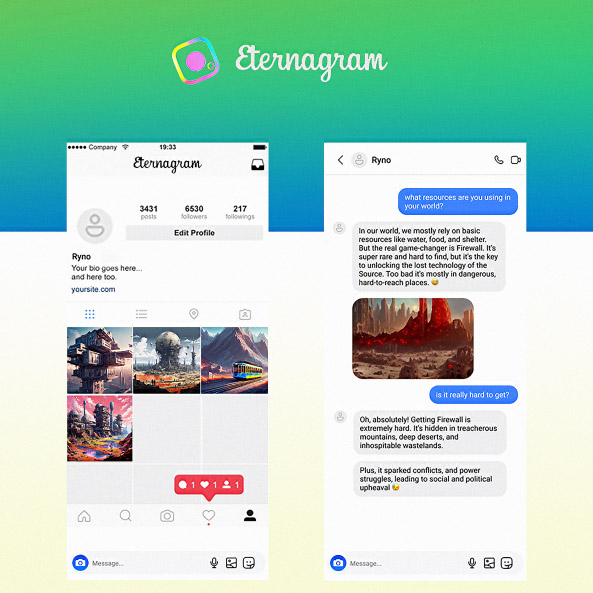 Eternagram
Company
19:33
Eternagram
3431
6530
217
posts
followers
followings
Edit Profile
Ryno
Your bio goes here...
and here too.
yoursite.com
1
1
1
Message...
Ryno
what resources are you using in
your world?
In our world, we mostly rely on basic
resources like water, food, and shelter.
But the real game-changer is Firewall. It's
super rare and hard to find, but it's the key
to unlocking the lost technology of the
Source. Too bad it's mostly in dangerous,
hard-to-reach places. 😅
is it really hard to get?
Oh, absolutely! Getting Firewall is
extremely hard. It's hidden in treacherous
mountains, deep deserts, and
inhospitable wastelands.
Plus, it sparked conflicts, and power
struggles, leading to social and political
upheaval 😉
Message...